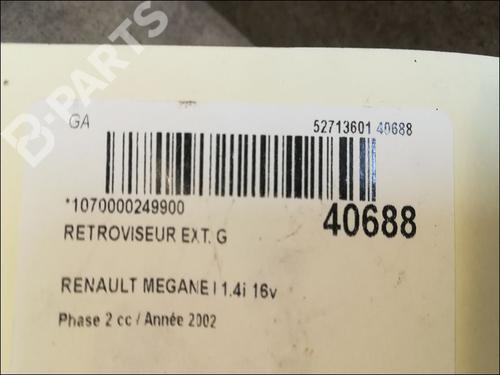 B-PARTS
GA
52713601 40688
*1070000249900
40688
RETROVISEUR EXT. G
RENAULT MEGANE I 1.4i 16v
Phase 2 cc / Année 2002